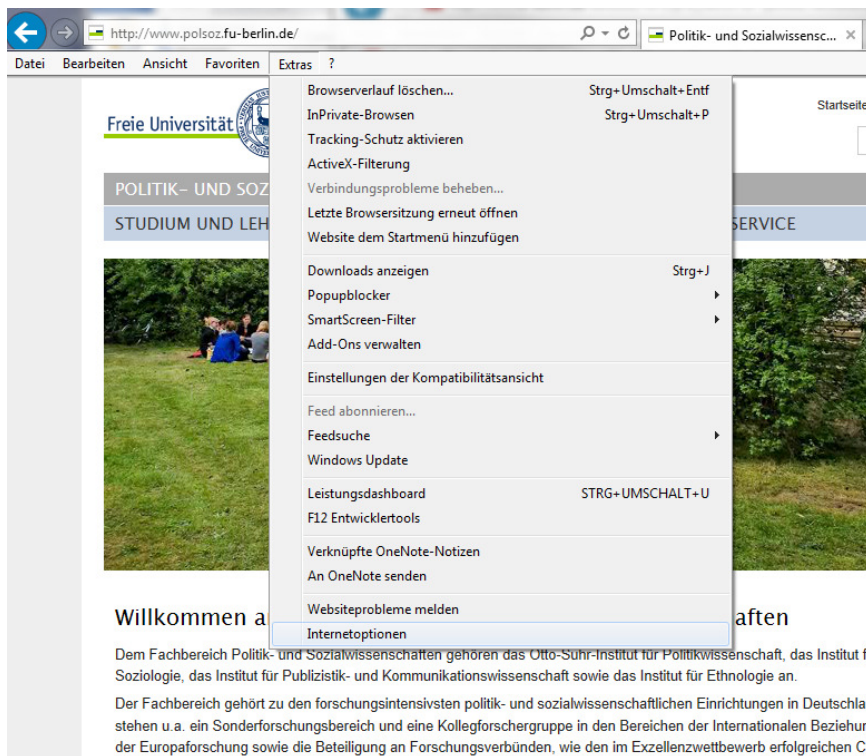 http://www.polsoz.fu-berlin.de/
Politik- und Sozialwissensc...
Datei Bearbeiten Ansicht Favoriten Extras ?
Browserverlauf löschen... Strg+Umschalt+Entf
InPrivate-Browsen Strg+Umschalt+P
Tracking-Schutz aktivieren
ActiveX-Filterung
Verbindungsprobleme beheben...
Letzte Browsersitzung erneut öffnen
Website dem Startmenü hinzufügen
Downloads anzeigen Strg+J
Popupblocker
SmartScreen-Filter
Add-Ons verwalten
Einstellungen der Kompatibilitätsansicht
Feed abonnieren...
Feedsuche
Windows Update
Leistungsdashboard STRG+UMSCHALT+U
F12 Entwicklertools
Verknüpfte OneNote-Notizen
An OneNote senden
Websiteprobleme melden
Internetoptionen
Startseite
Freie Universität
POLITIK- UND SOZ
STUDIUM UND LEH SERVICE
Willkommen a aften
Dem Fachbereich Politik- und Sozialwissenschaften gehören das Otto-Suhr-Institut für Politikwissenschaft, das Institut f
Soziologie, das Institut für Publizistik- und Kommunikationswissenschaft sowie das Institut für Ethnologie an.
Der Fachbereich gehört zu den forschungsintensivsten politik- und sozialwissenschaftlichen Einrichtungen in Deutschla
stehen u.a. ein Sonderforschungsbereich und eine Kollegforschergruppe in den Bereichen der Internationalen Beziehun
der Europaforschung sowie die Beteiligung an Forschungsverbünden, wie den im Exzellenzwettbewerb erfolgreichen C